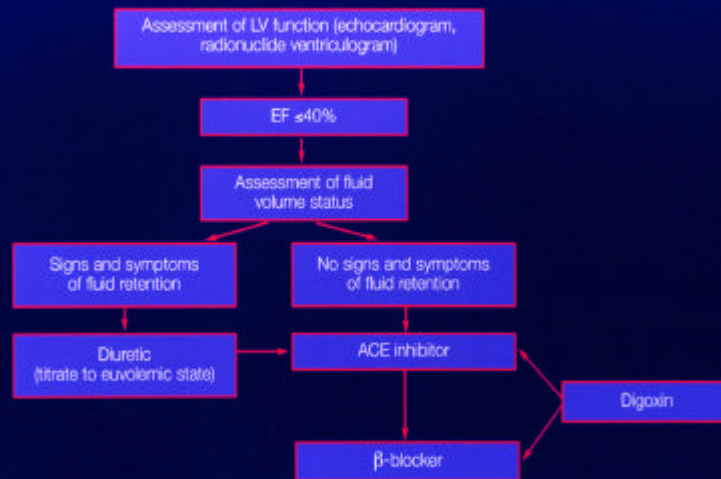 Assessment of LV function (echocardiogram,
radionuclide ventriculogram)
EF ≤40%
Assessment of fluid
volume status
Signs and symptoms
of fluid retention
No signs and symptoms
of fluid retention
Diuretic
(titrate to euvolemic state)
ACE inhibitor
Digoxin
β-blocker